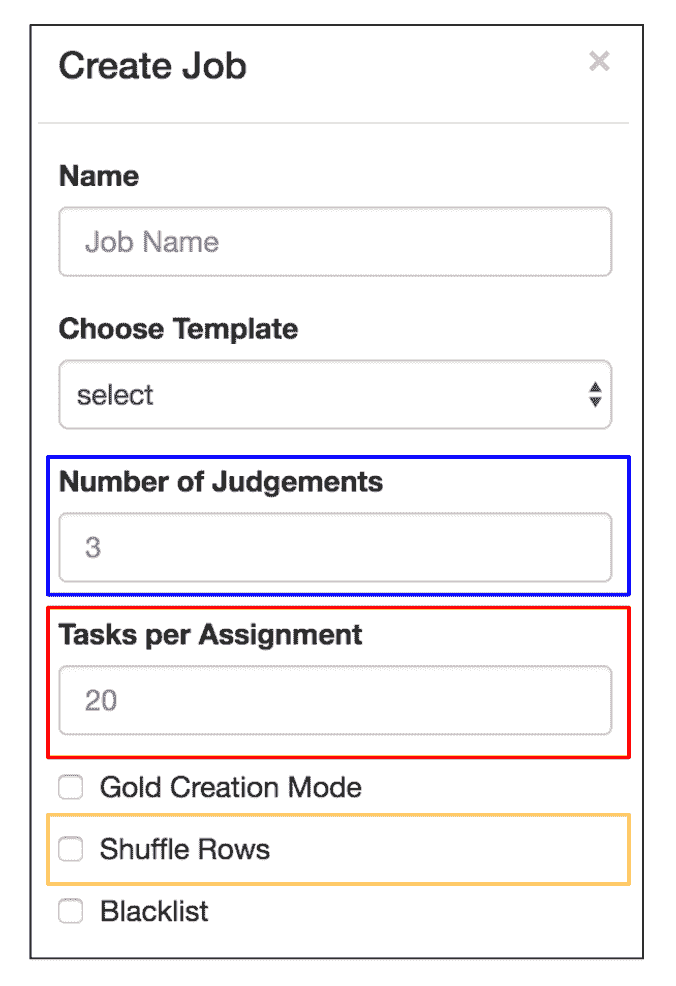 Create Job ×
Name
Job Name
Choose Template
select
Number of Judgements
3
Tasks per Assignment
20
Gold Creation Mode
Shuffle Rows
Blacklist